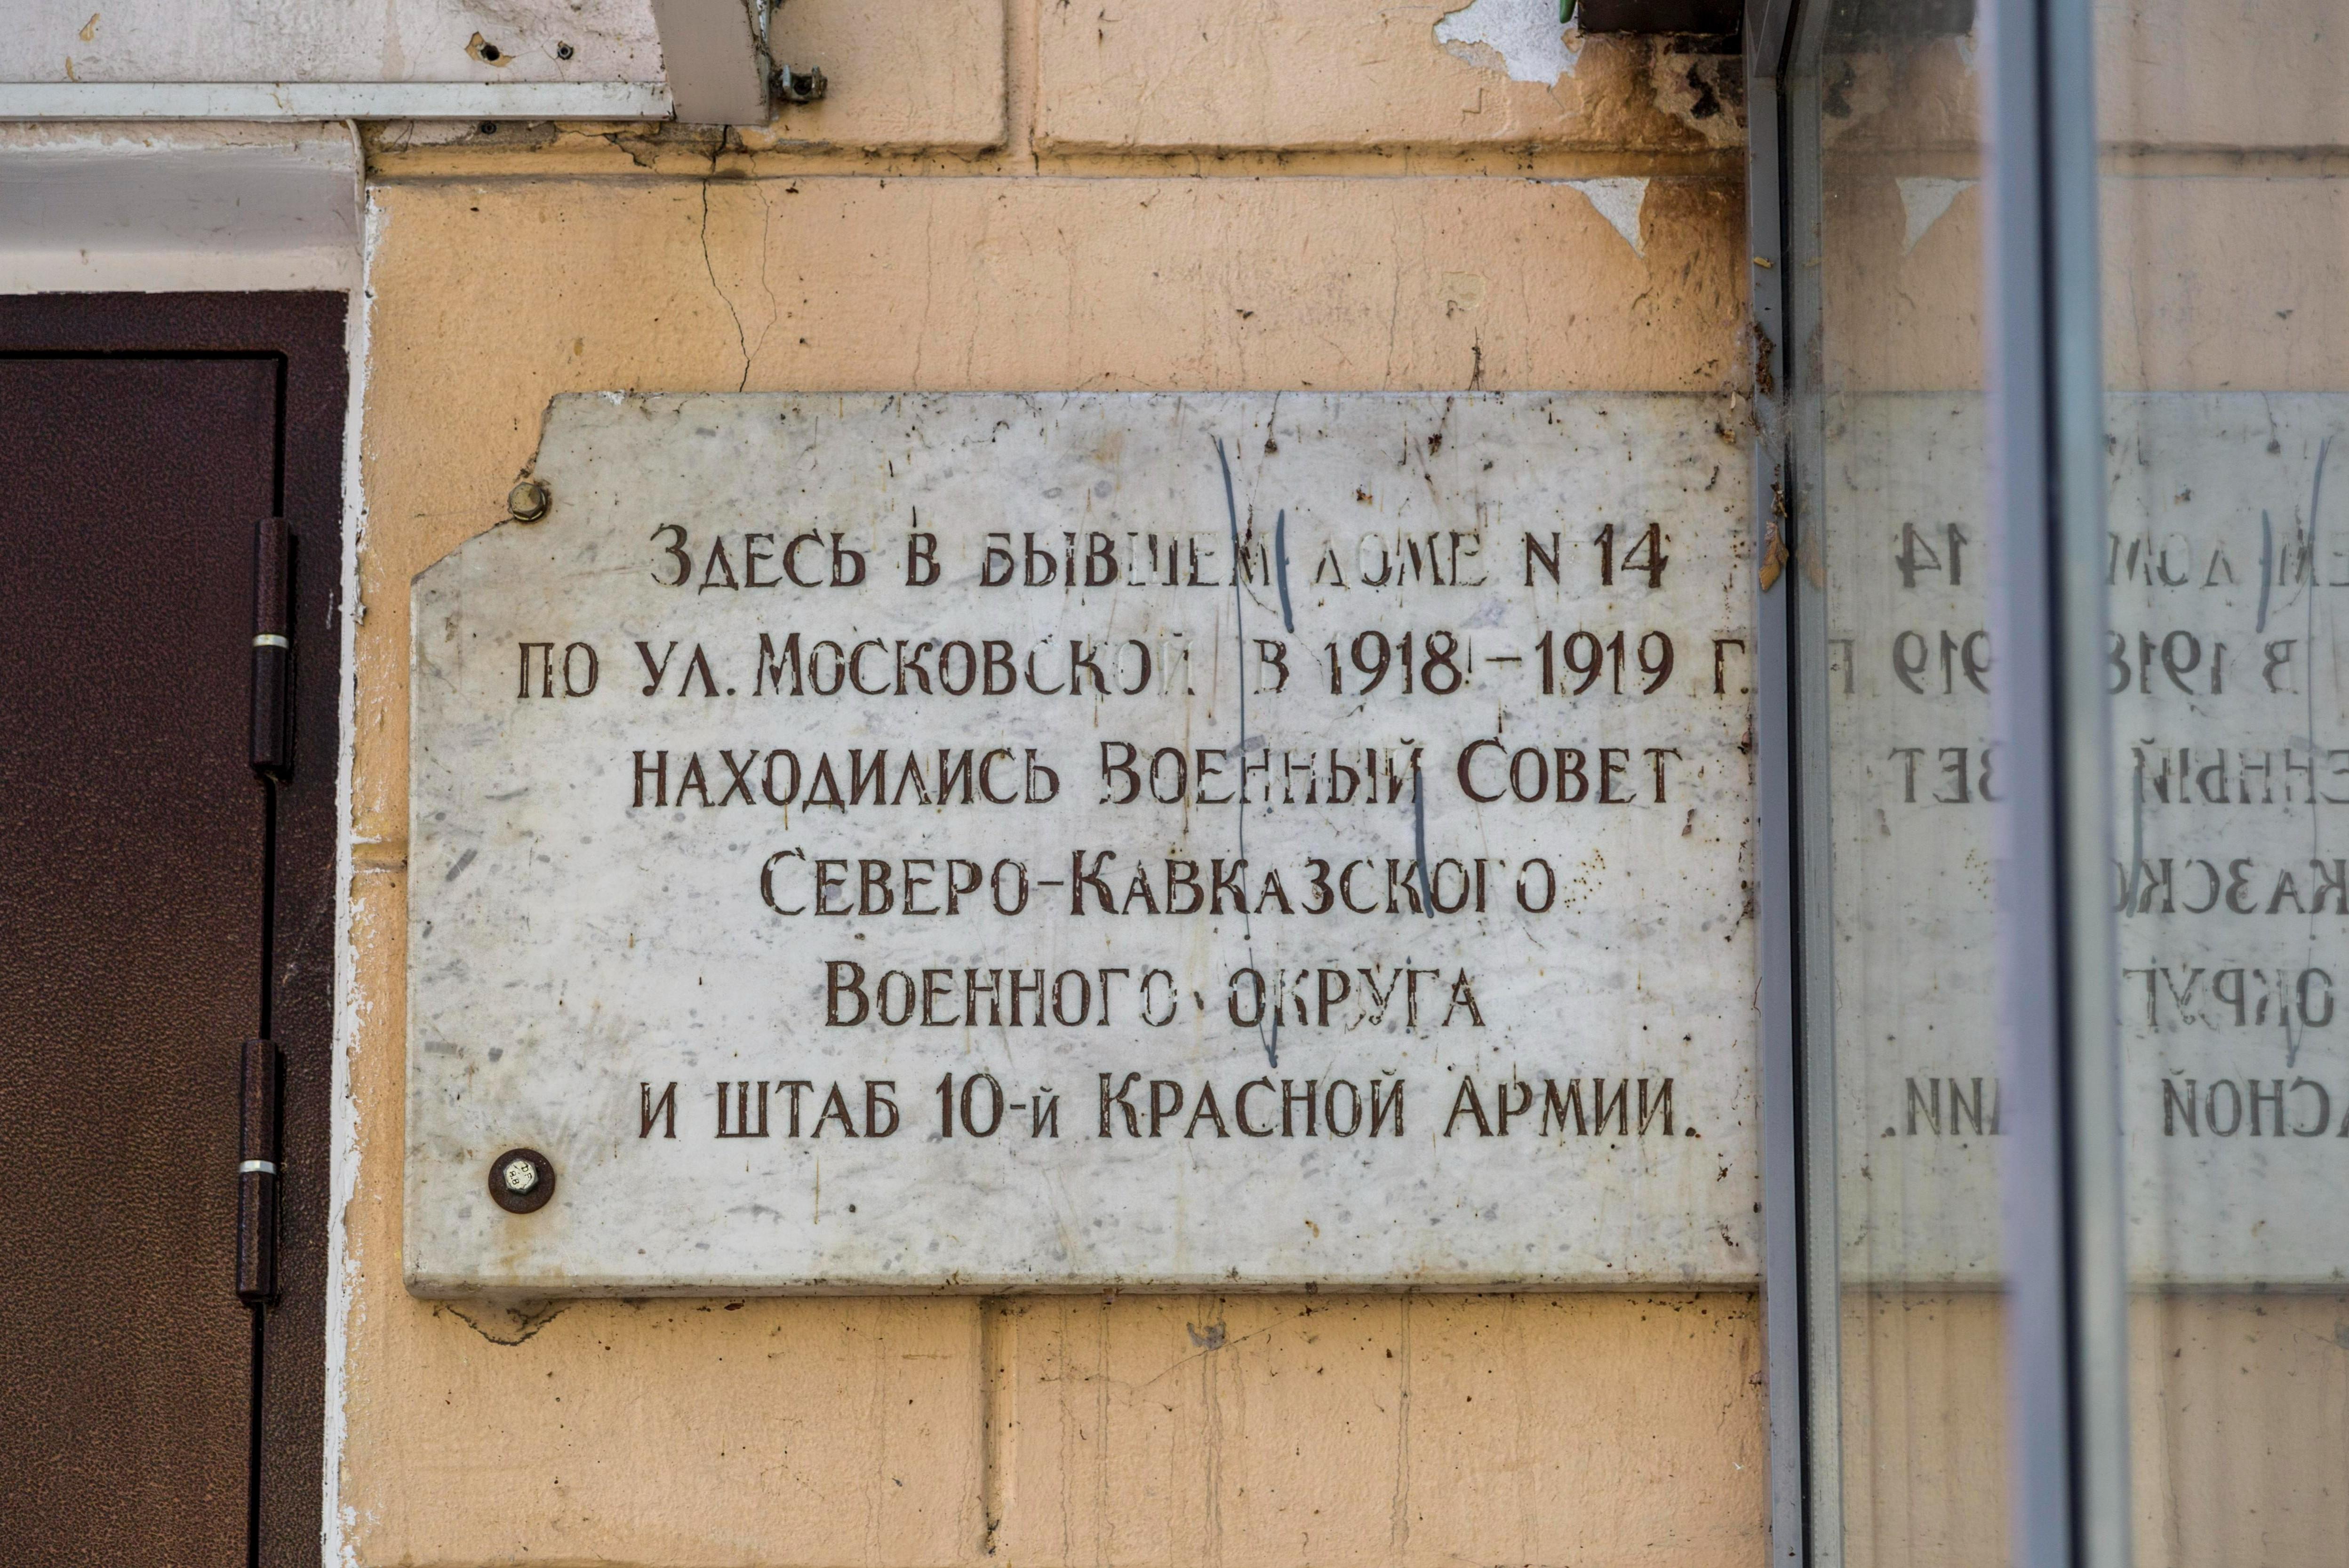 Здесь в бывшем доме N 14
по ул. Московской в 1918–1919 г.
находились Военный Совет
Северо-Кавказского
Военного округа
и штаб 10-й Красной Армии.